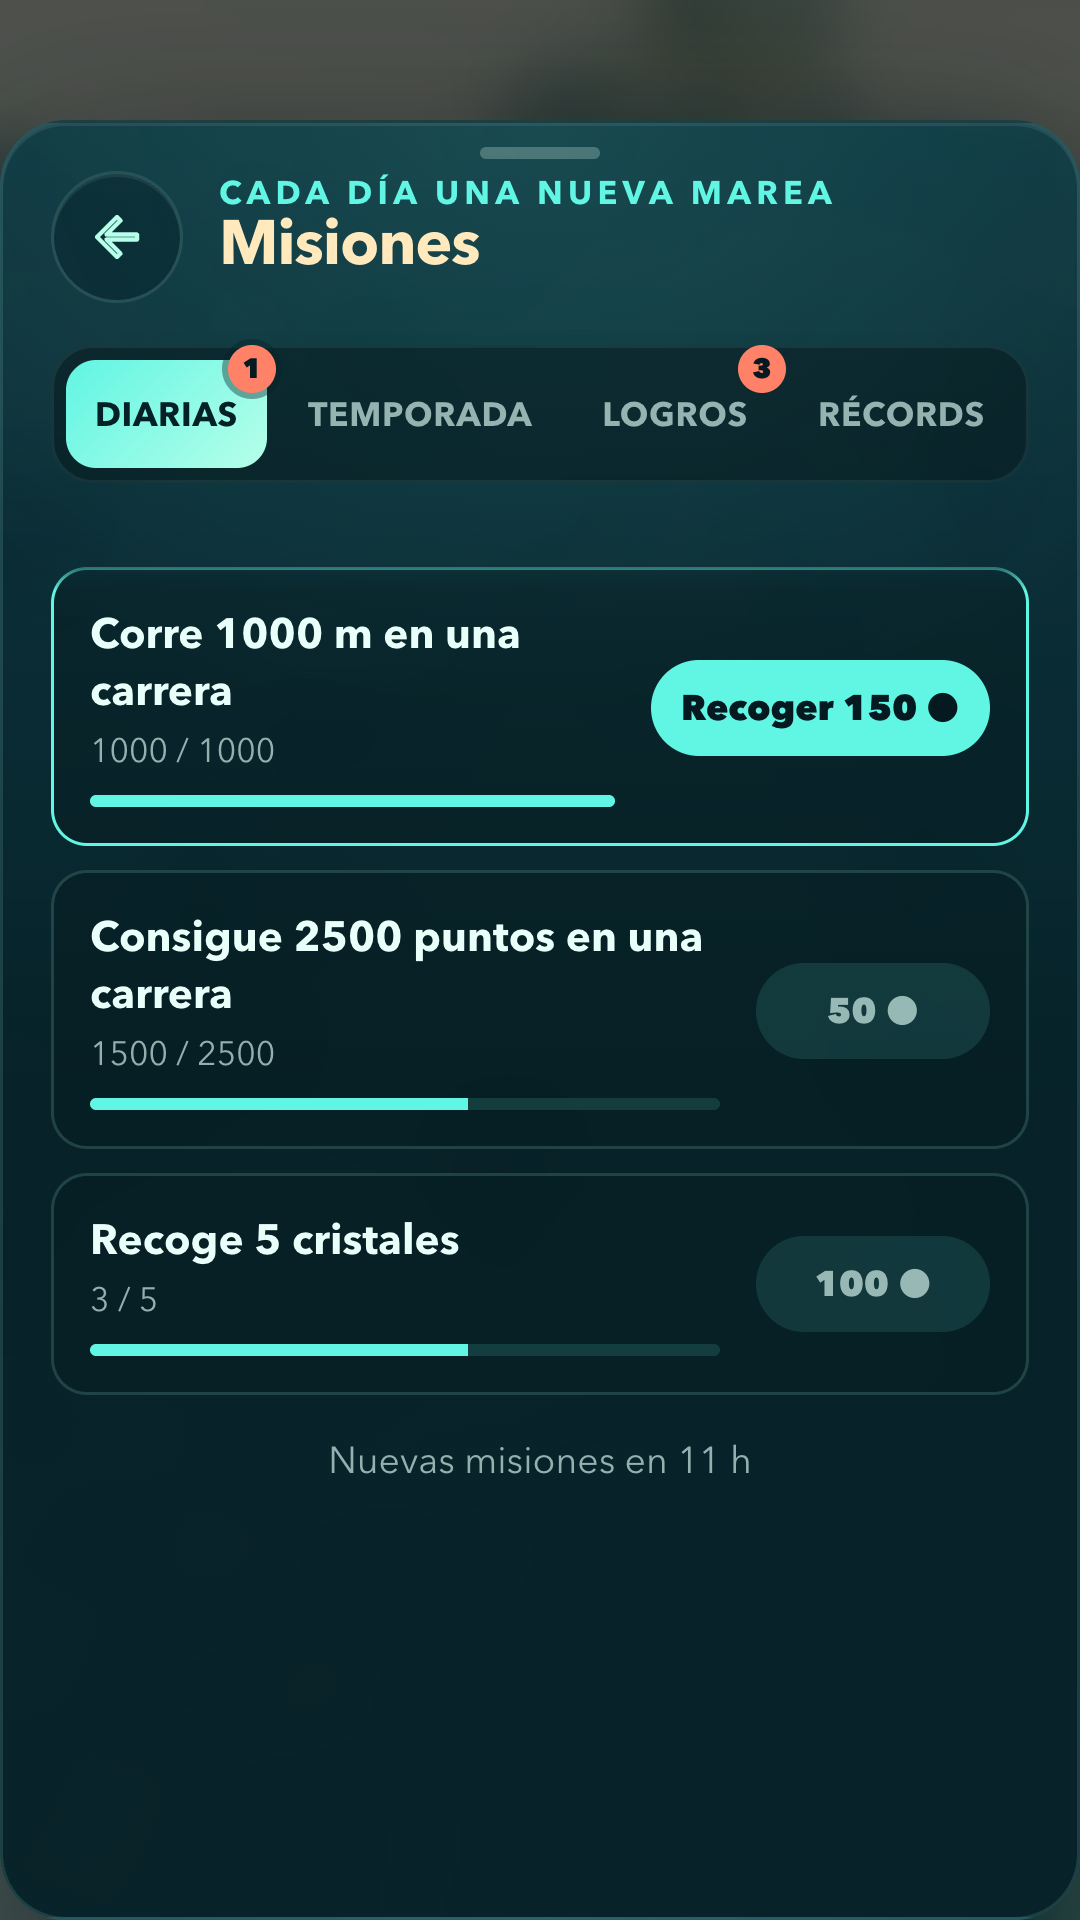 CADA DÍA UNA NUEVA MAREA
Misiones
DIARIAS 1 TEMPORADA LOGROS 3 RÉCORDS
Corre 1000 m en una
carrera
1000 / 1000
Recoger 150
Consigue 2500 puntos en una
carrera
1500 / 2500
50
Recoge 5 cristales
3 / 5
100
Nuevas misiones en 11 h